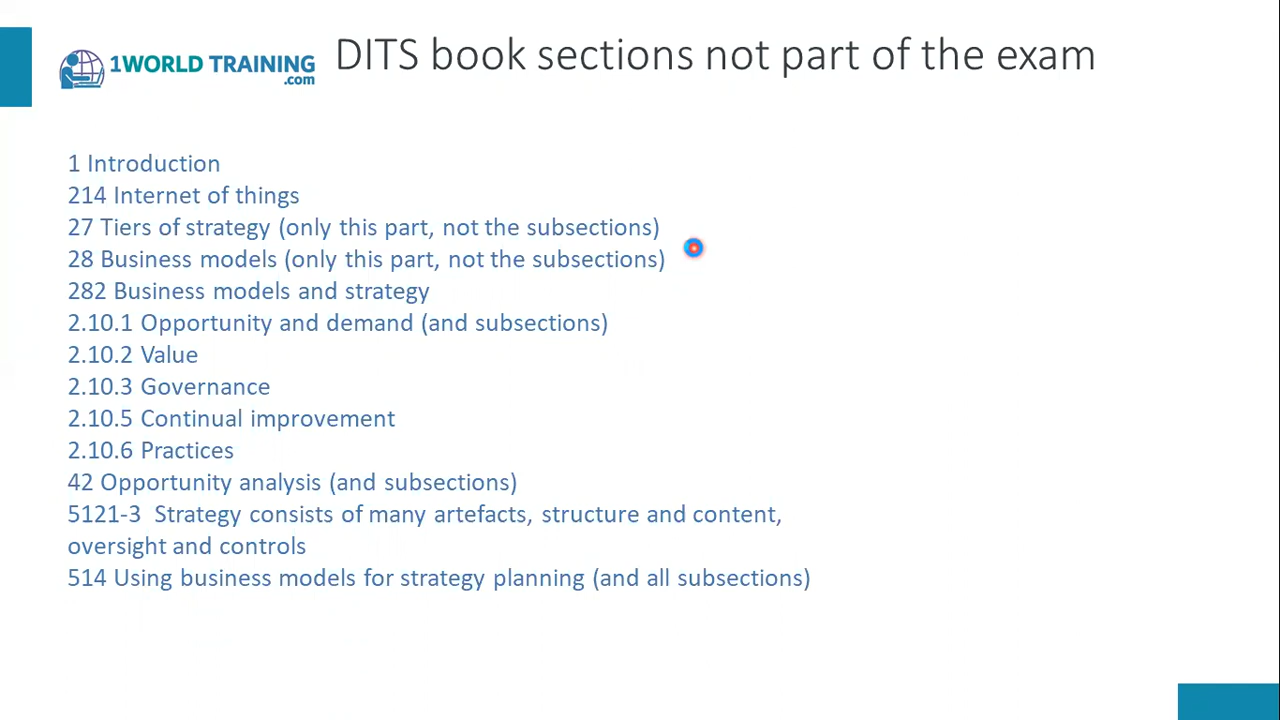 1WORLD TRAINING
.com
DITS book sections not part of the exam
1 Introduction
214 Internet of things
27 Tiers of strategy (only this part, not the subsections)
28 Business models (only this part, not the subsections)
282 Business models and strategy
2.10.1 Opportunity and demand (and subsections)
2.10.2 Value
2.10.3 Governance
2.10.5 Continual improvement
2.10.6 Practices
42 Opportunity analysis (and subsections)
5121-3  Strategy consists of many artefacts, structure and content,
oversight and controls
514 Using business models for strategy planning (and all subsections)